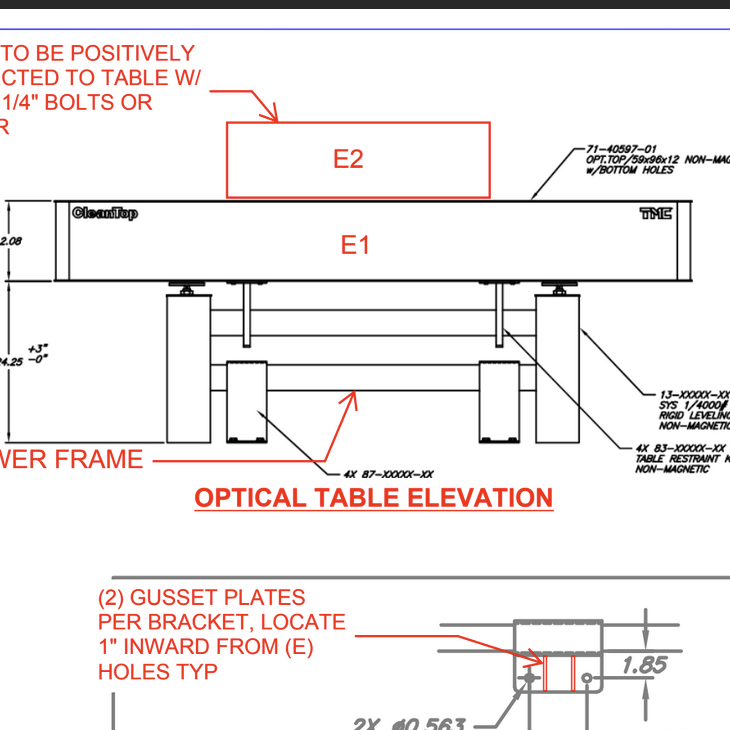 TO BE POSITIVELY
CTED TO TABLE W/
1/4" BOLTS OR
R
E2
71-40597-01
OPT.TOP/59x96x12 NON-MAG
w/BOTTOM HOLES
CleanTop
TMC
E1
2.08
+3"
4.25 -0"
13-XXXXX-XX
SYS 1/4000#
RIGID LEVELING
NON-MAGNETIC
WER FRAME
4X 83-XXXXX-XX
TABLE RESTRAINT K
NON-MAGNETIC
4X 87-XXXXX-XX
OPTICAL TABLE ELEVATION
(2) GUSSET PLATES
PER BRACKET, LOCATE
1" INWARD FROM (E)
HOLES TYP
1.85
2X ø0.563